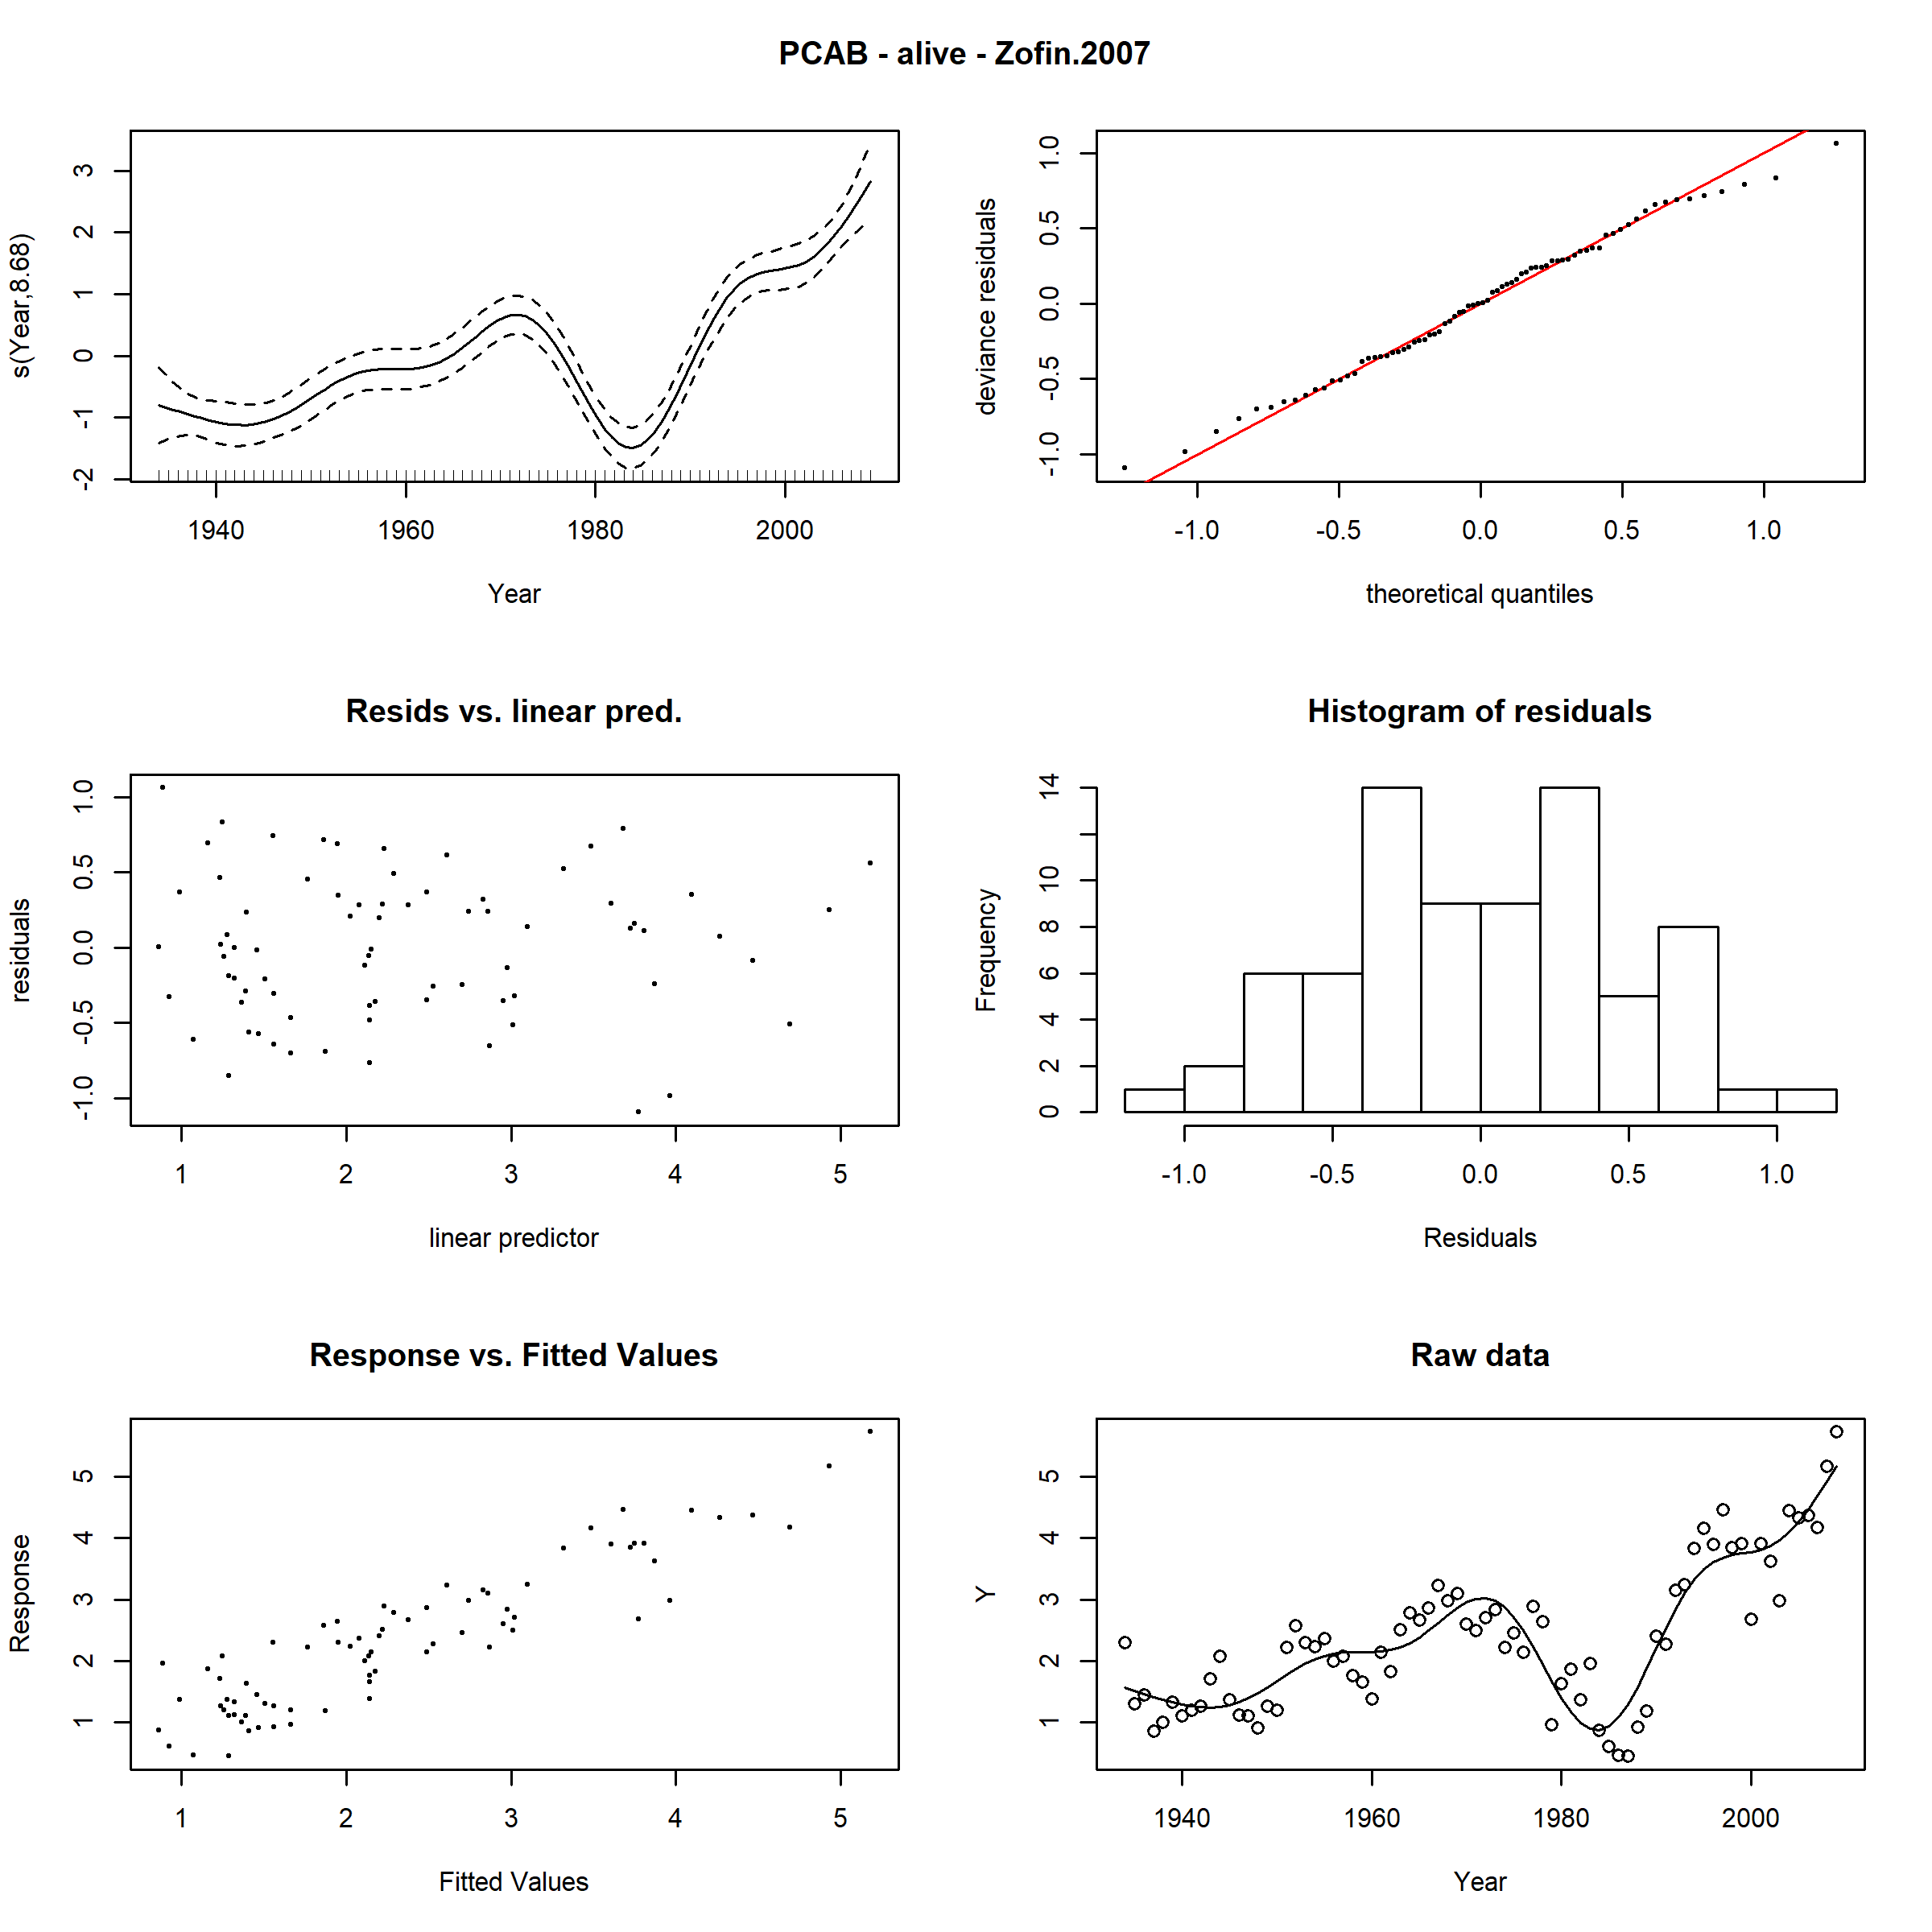 PCAB - alive - Zofin.2007
s(Year,8.68)
3
2
1
0
-1
-2
1940 1960 1980 2000
Year
deviance residuals
1.0
0.5
0.0
-0.5
-1.0
-1.0 -0.5 0.0 0.5 1.0
theoretical quantiles
Resids vs. linear pred.
residuals
1.0
0.5
0.0
-0.5
-1.0
1 2 3 4 5
linear predictor
Histogram of residuals
Frequency
14
10
8
6
4
2
0
-1.0 -0.5 0.0 0.5 1.0
Residuals
Response vs. Fitted Values
Response
5
4
3
2
1
1 2 3 4 5
Fitted Values
Raw data
Y
5
4
3
2
1
1940 1960 1980 2000
Year